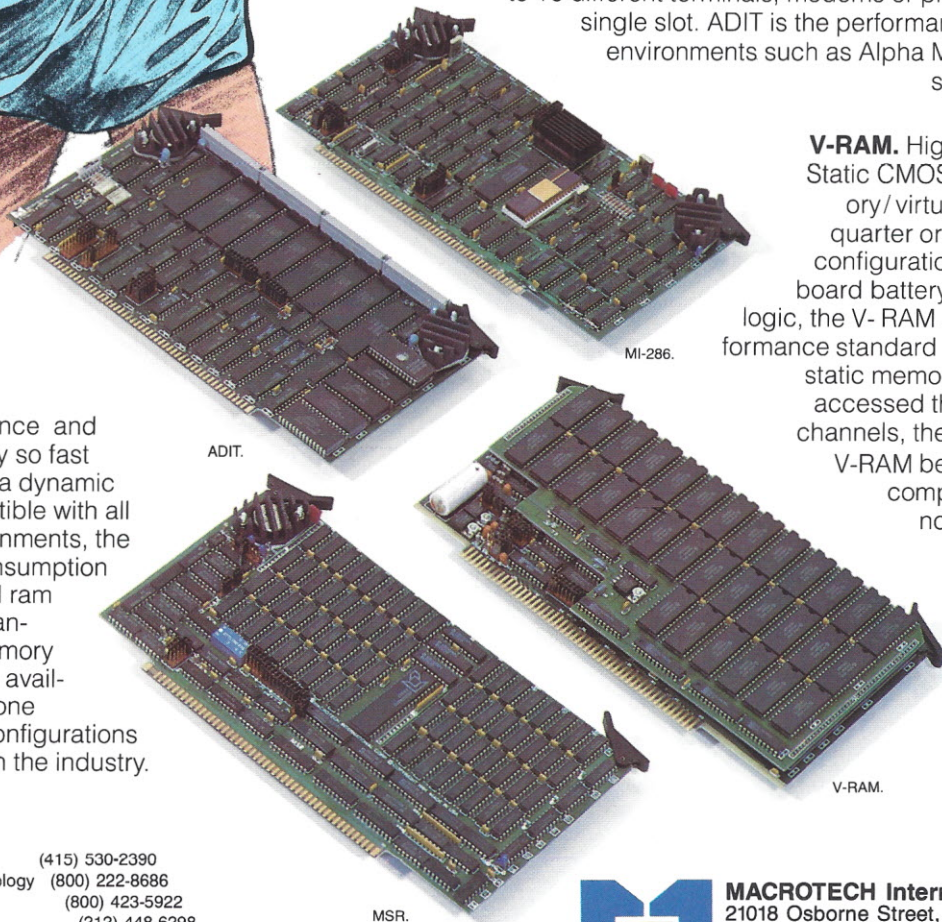 single slot. ADIT is the performan
environments such as Alpha M
s
V-RAM. Hig
Static CMOS
ory/virtu
quarter or
configuratio
board battery
logic, the V- RAM
formance standard
static memo
accessed th
channels, the
V-RAM be
comp
no
MI-286.
ADIT.
nce and
y so fast
a dynamic
tible with all
nments, the
nsumption
l ram
an-
mory
avail-
one
onfigurations
n the industry.
V-RAM.
MSR.
(415) 530-2390
ology (800) 222-8686
(800) 423-5922
MACROTECH Intern
21018 Osborne Street,